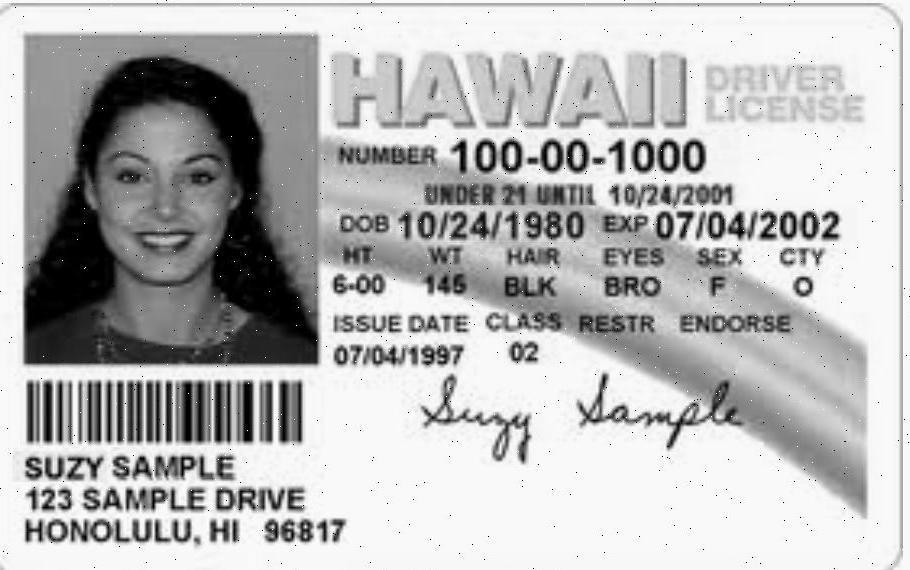 HAWAII DRIVER LICENSE
NUMBER 100-00-1000
UNDER 21 UNTIL 10/24/2001
DOB 10/24/1980 EXP 07/04/2002
HT WT HAIR EYES SEX CTY
6-00 145 BLK BRO F O
ISSUE DATE CLASS RESTR ENDORSE
07/04/1997 02
Suzy Sample
SUZY SAMPLE
123 SAMPLE DRIVE
HONOLULU, HI 96817